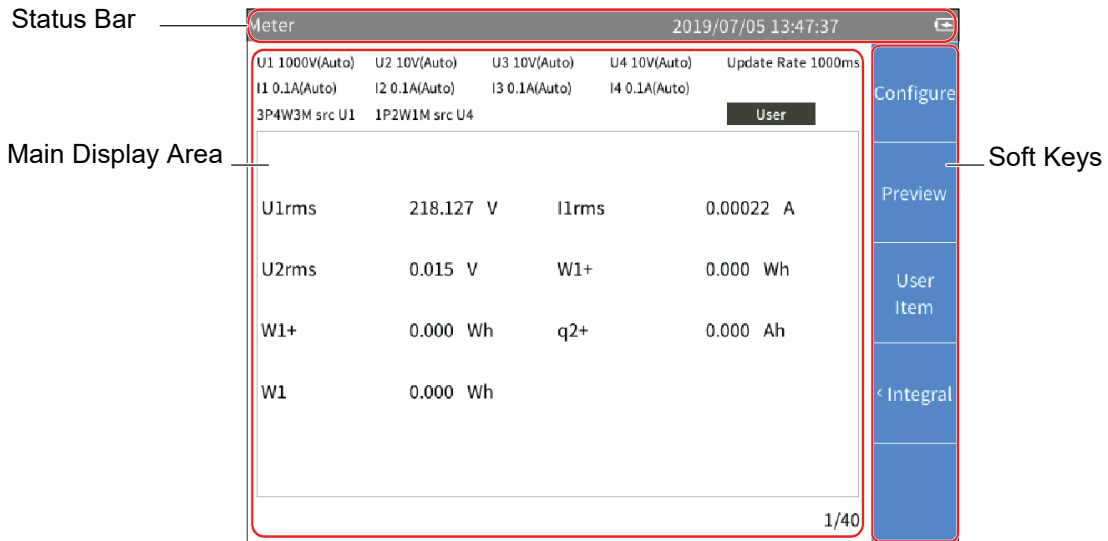 Status Bar
Meter 2019/07/05 13:47:37
U1 1000V(Auto) U2 10V(Auto) U3 10V(Auto) U4 10V(Auto) Update Rate 1000ms
I1 0.1A(Auto) I2 0.1A(Auto) I3 0.1A(Auto) I4 0.1A(Auto)
3P4W3M src U1 1P2W1M src U4 User
Configure
Main Display Area
Soft Keys
Preview
U1rms 218.127 V I1rms 0.00022 A
U2rms 0.015 V W1+ 0.000 Wh
User
Item
W1+ 0.000 Wh q2+ 0.000 Ah
W1 0.000 Wh
< Integral
1/40